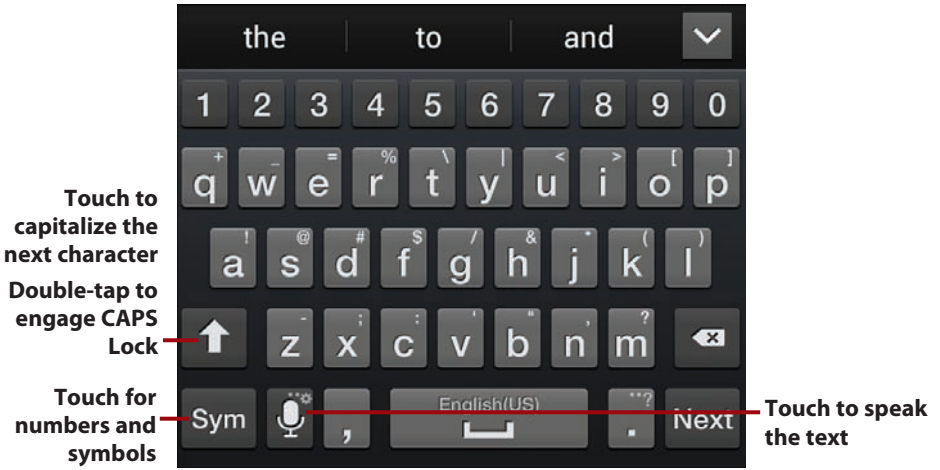 the to and
1 2 3 4 5 6 7 8 9 0
+ _ = % \ | < > [ ]
q w e r t y u i o p
! @ # $ / & * ( )
a s d f g h j k l
- ; : ' " , ?
z x c v b n m
Sym , English(US) . Next
Touch to
capitalize the
next character
Double-tap to
engage CAPS
Lock
Touch for
numbers and
symbols
Touch to speak
the text